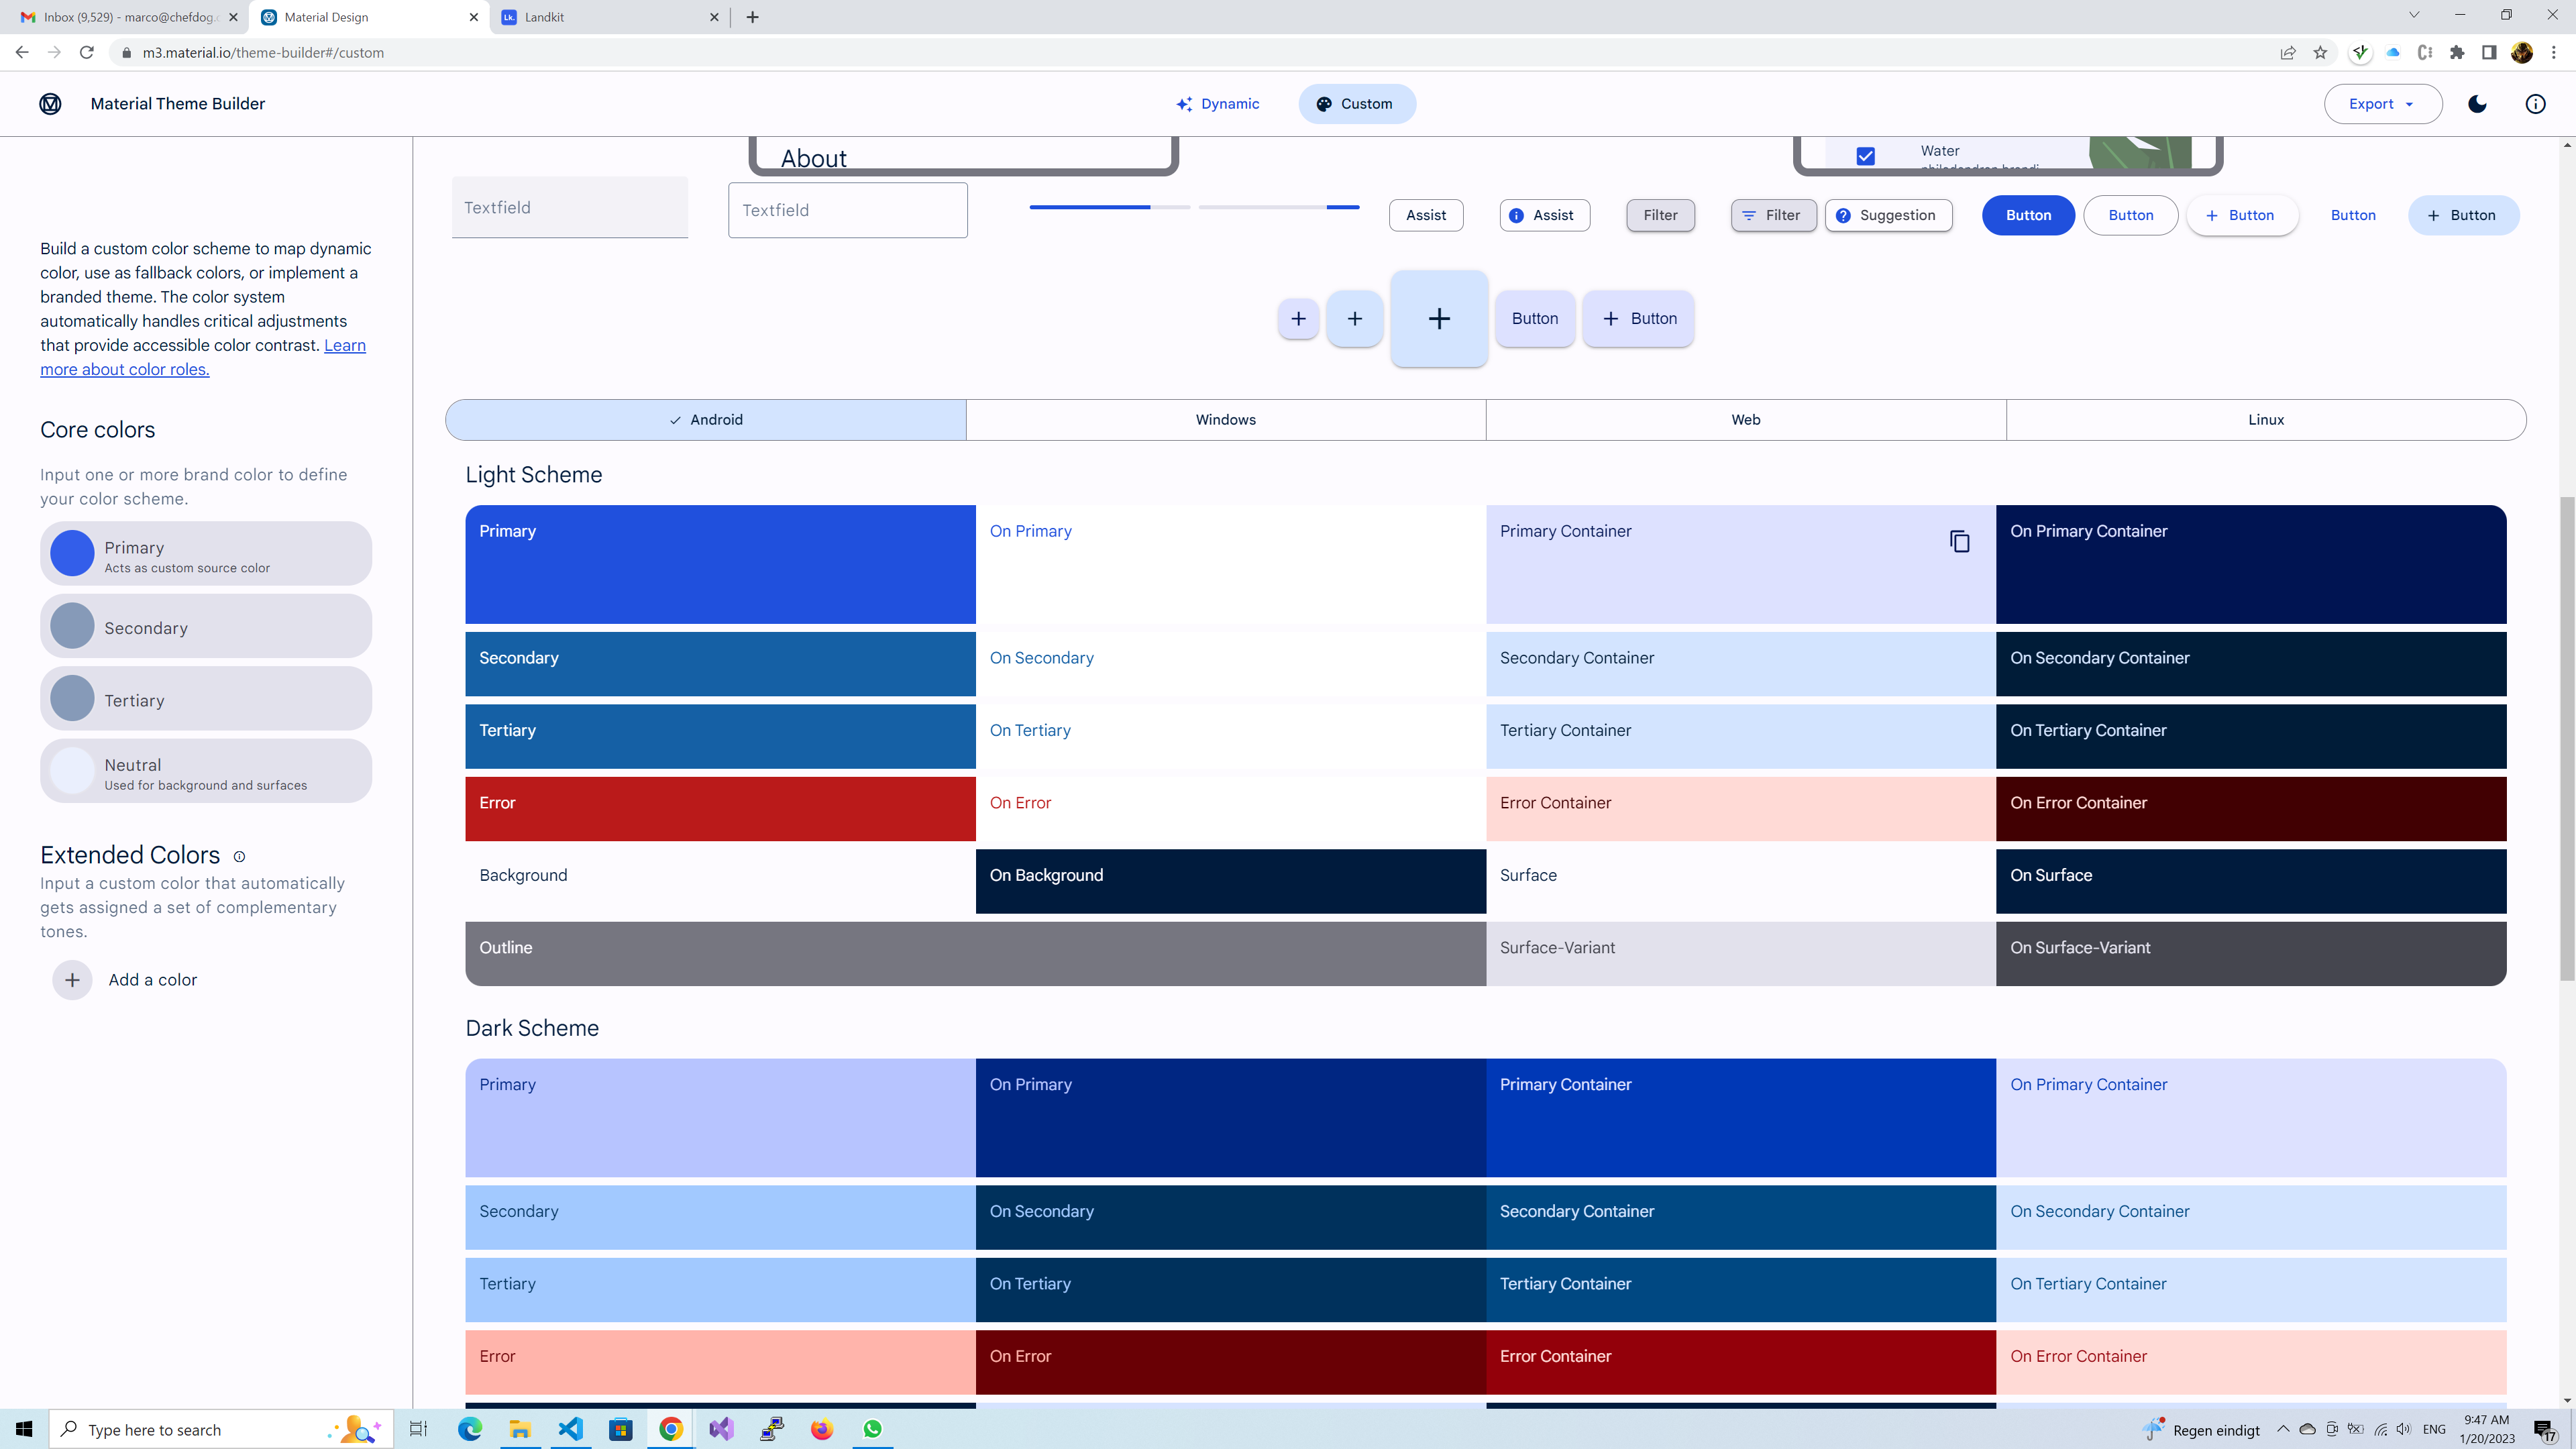 Inbox (9,529) - marco@chefdog.
Material Design
Landkit
m3.material.io/theme-builder#/custom
Material Theme Builder
Dynamic
Custom
Export
About
Water
Textfield
Textfield
Assist
Assist
Filter
Filter
Suggestion
Button
Button
Button
Button
Button
Build a custom color scheme to map dynamic
color, use as fallback colors, or implement a
branded theme. The color system
automatically handles critical adjustments
that provide accessible color contrast. Learn
more about color roles.
Button
Button
Android
Windows
Web
Linux
Core colors
Input one or more brand color to define
your color scheme.
Primary
Acts as custom source color
Secondary
Tertiary
Neutral
Used for background and surfaces
Extended Colors
Input a custom color that automatically
gets assigned a set of complementary
tones.
Add a color
Light Scheme
Primary
On Primary
Primary Container
On Primary Container
Secondary
On Secondary
Secondary Container
On Secondary Container
Tertiary
On Tertiary
Tertiary Container
On Tertiary Container
Error
On Error
Error Container
On Error Container
Background
On Background
Surface
On Surface
Outline
Surface-Variant
On Surface-Variant
Dark Scheme
Primary
On Primary
Primary Container
On Primary Container
Secondary
On Secondary
Secondary Container
On Secondary Container
Tertiary
On Tertiary
Tertiary Container
On Tertiary Container
Error
On Error
Error Container
On Error Container
Type here to search
Regen eindigt
ENG
9:47 AM
1/20/2023
17